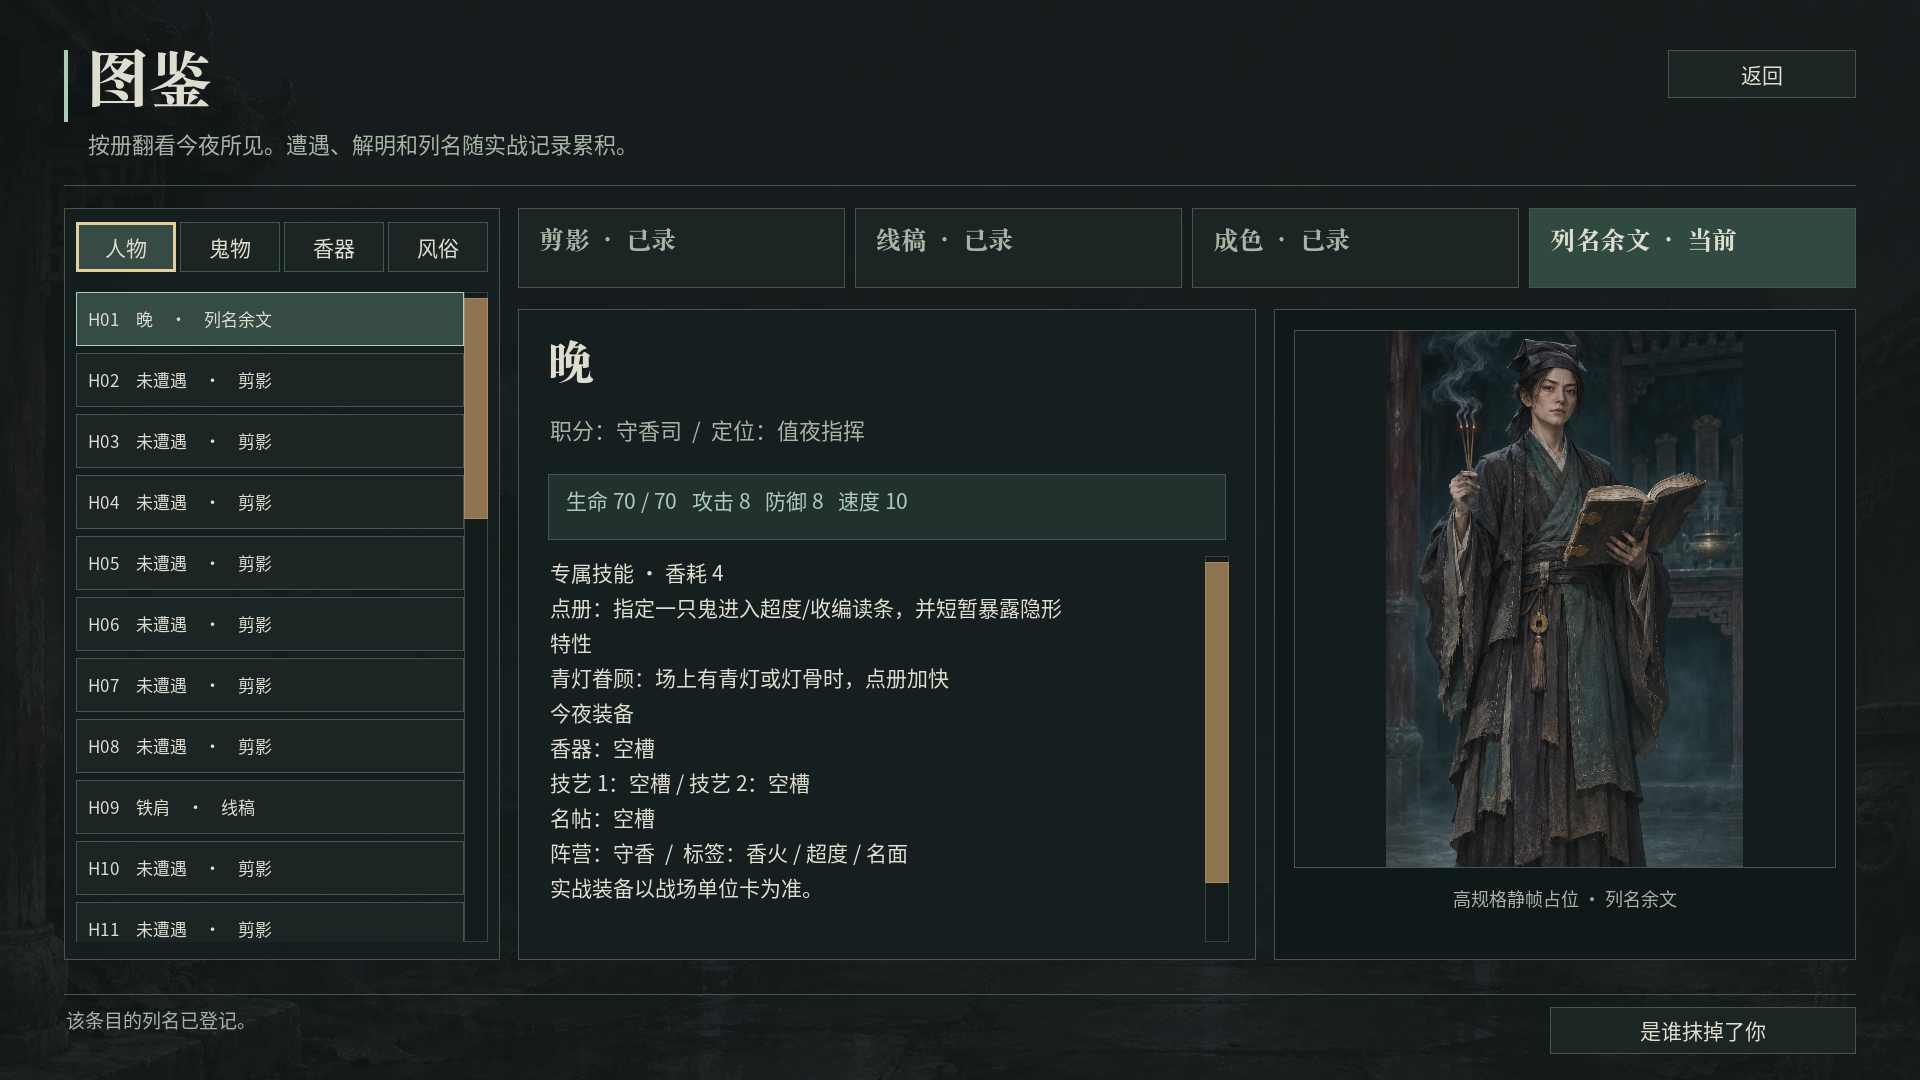 图鉴
返回
按册翻看今夜所见。遭遇、解明和列名随实战记录累积。
人物
鬼物
香器
风俗
H01 晚 · 列名余文
H02 未遭遇 · 剪影
H03 未遭遇 · 剪影
H04 未遭遇 · 剪影
H05 未遭遇 · 剪影
H06 未遭遇 · 剪影
H07 未遭遇 · 剪影
H08 未遭遇 · 剪影
H09 铁肩 · 线稿
H10 未遭遇 · 剪影
H11 未遭遇 · 剪影
剪影 · 已录
线稿 · 已录
成色 · 已录
列名余文 · 当前
晚
职分：守香司 / 定位：值夜指挥
生命 70 / 70 攻击 8 防御 8 速度 10
专属技能 · 香耗 4
点册：指定一只鬼进入超度/收编读条，并短暂暴露隐形
特性
青灯眷顾：场上有青灯或灯骨时，点册加快
今夜装备
香器：空槽
技艺 1：空槽 / 技艺 2：空槽
名帖：空槽
阵营：守香 / 标签：香火 / 超度 / 名面
实战装备以战场单位卡为准。
高规格静帧占位 · 列名余文
该条目的列名已登记。
是谁抹掉了你